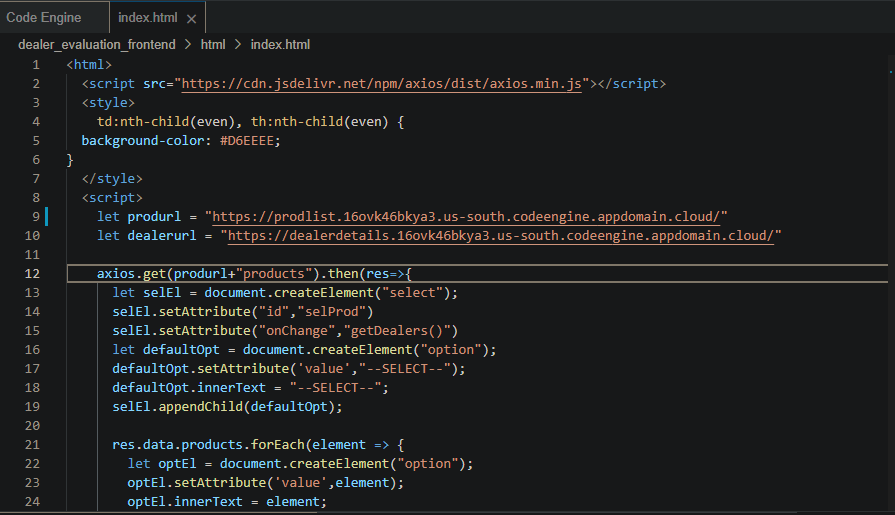 Code Engine index.html ×
dealer_evaluation_frontend > html > index.html
1 <html>
2 <script src="https://cdn.jsdelivr.net/npm/axios/dist/axios.min.js"></script>
3 <style>
4 td:nth-child(even), th:nth-child(even) {
5 background-color: #D6EEEE;
6 }
7 </style>
8 <script>
9 let produrl = "https://prodlist.16ovk46bkya3.us-south.codeengine.appdomain.cloud/"
10 let dealerurl = "https://dealerdetails.16ovk46bkya3.us-south.codeengine.appdomain.cloud/"
11
12 axios.get(produrl+"products").then(res=>{
13 let selEl = document.createElement("select");
14 selEl.setAttribute("id","selProd")
15 selEl.setAttribute("onChange","getDealers()")
16 let defaultOpt = document.createElement("option");
17 defaultOpt.setAttribute('value',"--SELECT--");
18 defaultOpt.innerText = "--SELECT--";
19 selEl.appendChild(defaultOpt);
20
21 res.data.products.forEach(element => {
22 let optEl = document.createElement("option");
23 optEl.setAttribute('value',element);
24 optEl.innerText = element;